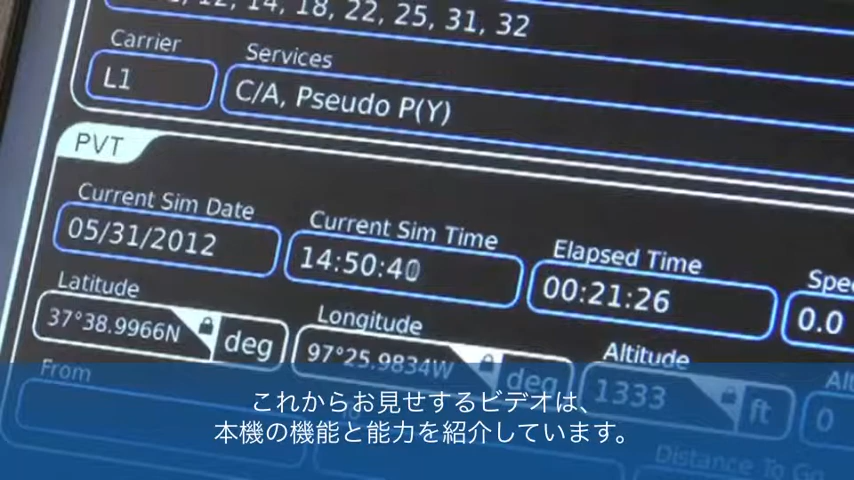 12, 14, 18, 22, 25, 31, 32
Carrier
Services
L1
C/A, Pseudo P(Y)
PVT
Current Sim Date
Current Sim Time
Elapsed Time
05/31/2012
14:50:40
00:21:26
0.0
Latitude
Longitude
Altitude
37°38.9966N
deg
97°25.9834W
deg
1333
ft
0
From
Distance To Go
これからお見せするビデオは、
本機の機能と能力を紹介しています。